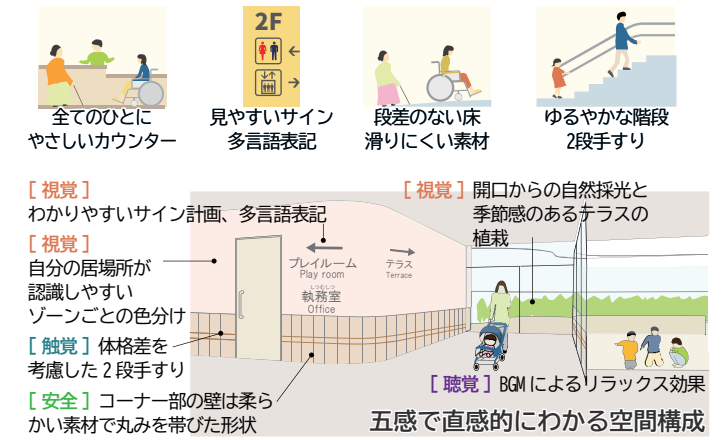 2F
全てのひとに
やさしいカウンター
見やすいサイン
多言語表記
段差のない床
滑りにくい素材
ゆるやかな階段
2段手すり
[ 視覚 ]
わかりやすいサイン計画、多言語表記
[ 視覚 ]
自分の居場所が
認識しやすい
ゾーンごとの色分け
[ 触覚 ] 体格差を
考慮した2段手すり
[ 安全 ] コーナー部の壁は柔ら
かい素材で丸みを帯びた形状
[ 視覚 ] 開口からの自然採光と
季節感のあるテラスの
植栽
プレイルーム
Play room
しつむしつ
執務室
Office
テラス
Terrace
[ 聴覚 ] BGMによるリラックス効果
五感で直感的にわかる空間構成